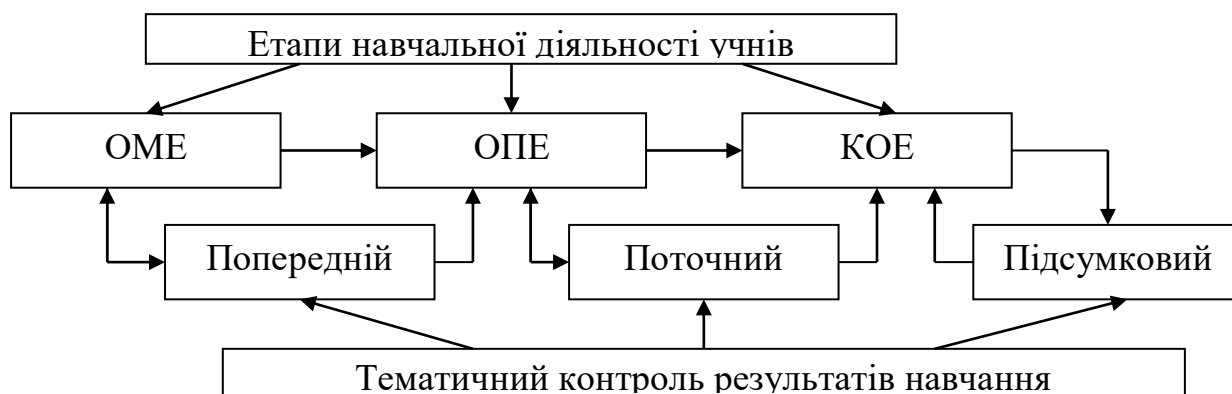 Етапи навчальної діяльності учнів
ОМЕ ОПЕ КОЕ
Попередній Поточний Підсумковий
Тематичний контроль результатів навчання